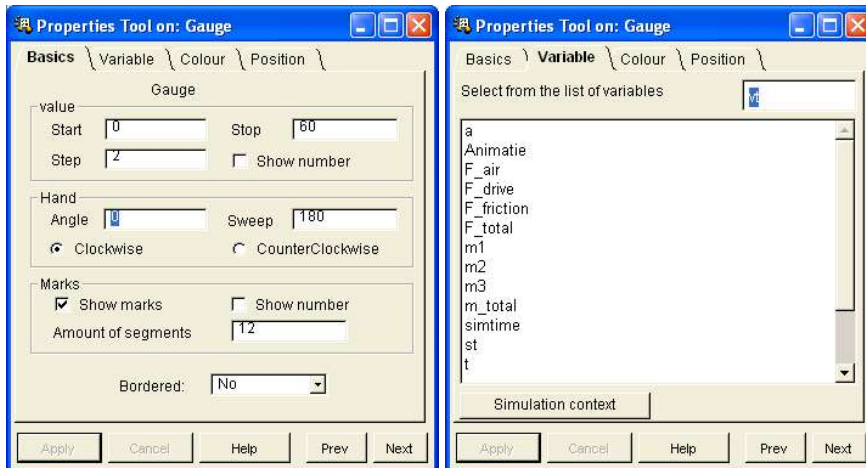 Properties Tool on: Gauge
Basics Variable Colour Position
Gauge
value
Start 0 Stop 60
Step 2 Show number
Hand
Angle 0 Sweep 180
Clockwise CounterClockwise
Marks
Show marks Show number
Amount of segments 12
Bordered: No
Apply Cancel Help Prev Next
Properties Tool on: Gauge
Basics Variable Colour Position
Select from the list of variables vt
a
Animatie
F_air
F_drive
F_friction
F_total
m1
m2
m3
m_total
simtime
st
t
Simulation context
Apply Cancel Help Prev Next